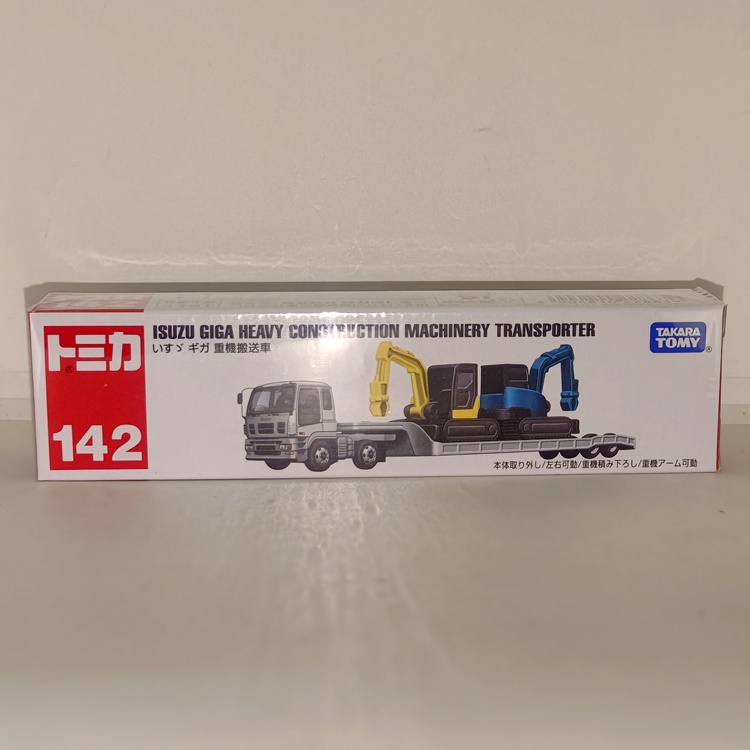 トミカ
142
ISUZU GIGA HEAVY CONSTRUCTION MACHINERY TRANSPORTER
いすゞ ギガ 重機搬送車
TAKARA
TOMY
®
本体取り外し/左右可動/重機積み下ろし/重機アーム可動